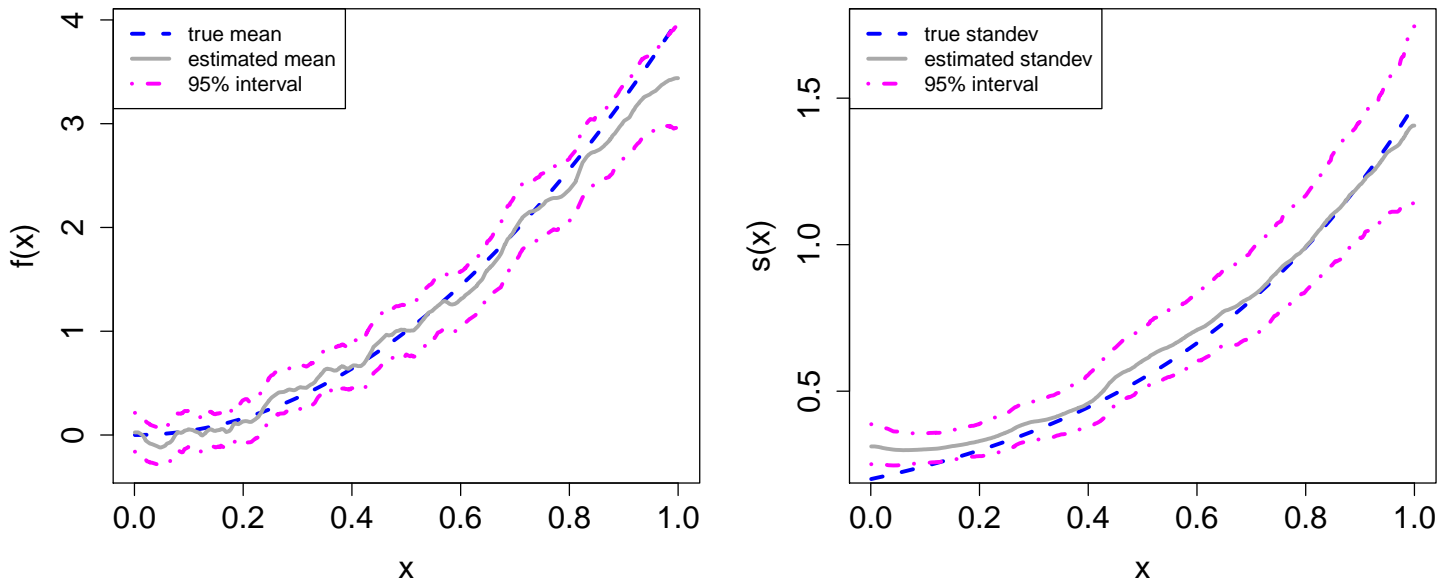 true mean
estimated mean
95% interval
f(x)
4
3
2
1
0
0.0 0.2 0.4 0.6 0.8 1.0
x
true standev
estimated standev
95% interval
s(x)
1.5
1.0
0.5
0.0 0.2 0.4 0.6 0.8 1.0
x